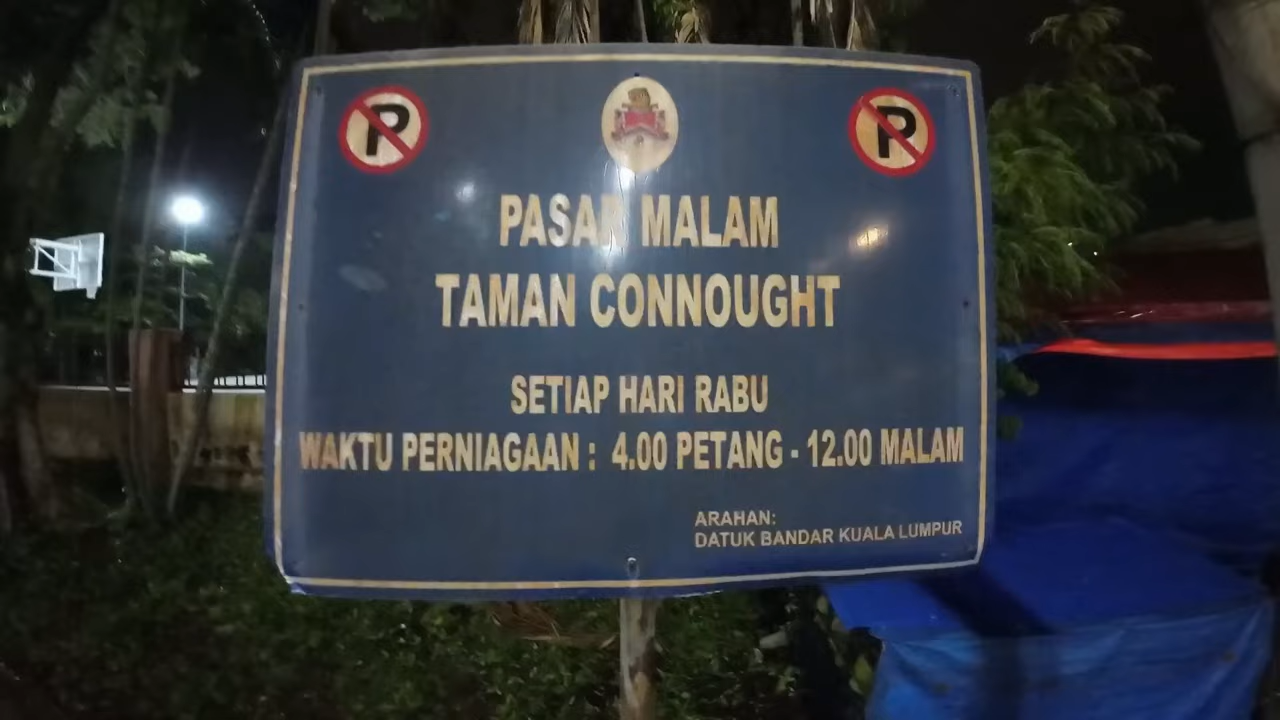 P P
PASAR MALAM
TAMAN CONNOUGHT
SETIAP HARI RABU
WAKTU PERNIAGAAN : 4.00 PETANG - 12.00 MALAM
ARAHAN:
DATUK BANDAR KUALA LUMPUR